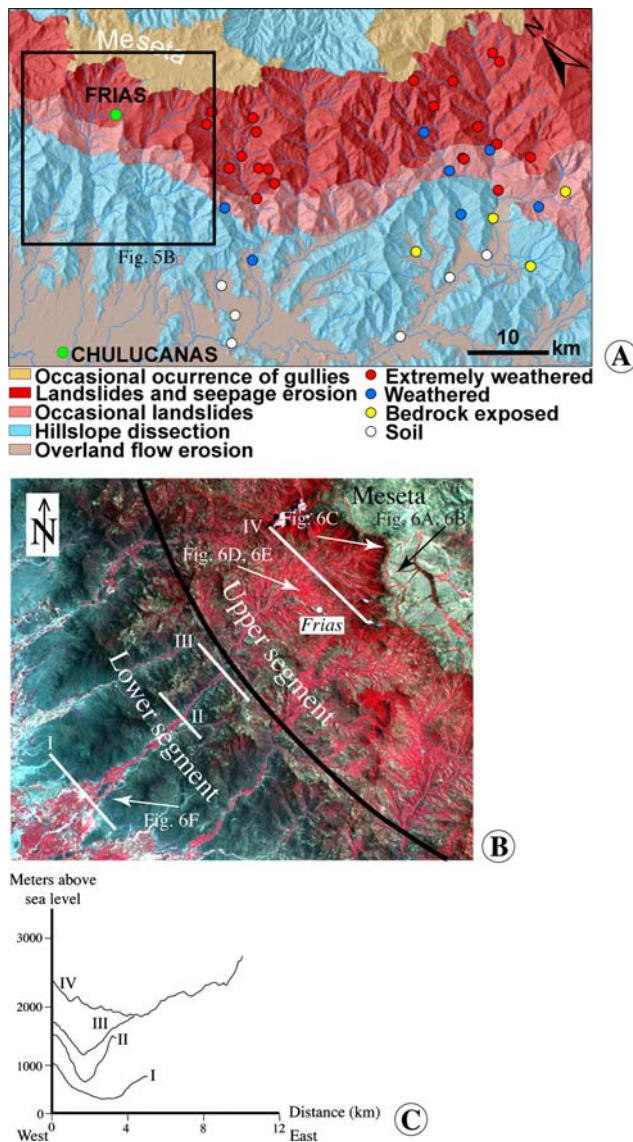 Meseta
N
FRIAS
Fig. 5B
CHULUCANAS
10
km
A
Occasional ocurrence of gullies
Landslides and seepage erosion
Occasional landslides
Hillslope dissection
Overland flow erosion
Extremely weathered
Weathered
Bedrock exposed
Soil
N
Meseta
IV
Fig. 6C
Fig. 6A, 6B
Fig. 6D, 6E
Frias
Upper segment
III
Lower segment
II
I
Fig. 6F
B
Meters above
sea level
3000
IV
2000
III
II
1000
I
0
0
4
8
12
Distance (km)
West
East
C